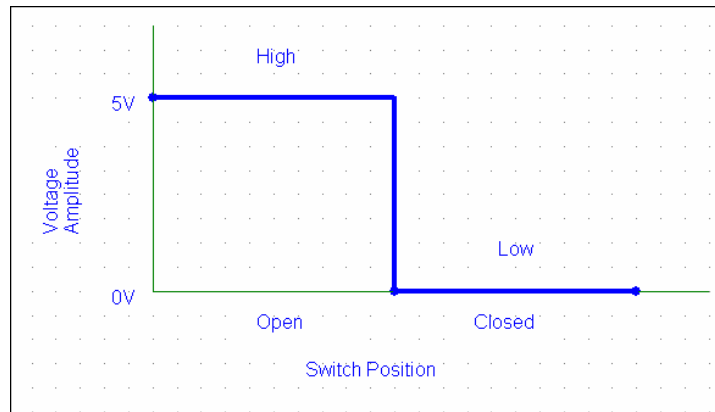 High
5V
Voltage
Amplitude
Low
0V
Open
Closed
Switch Position